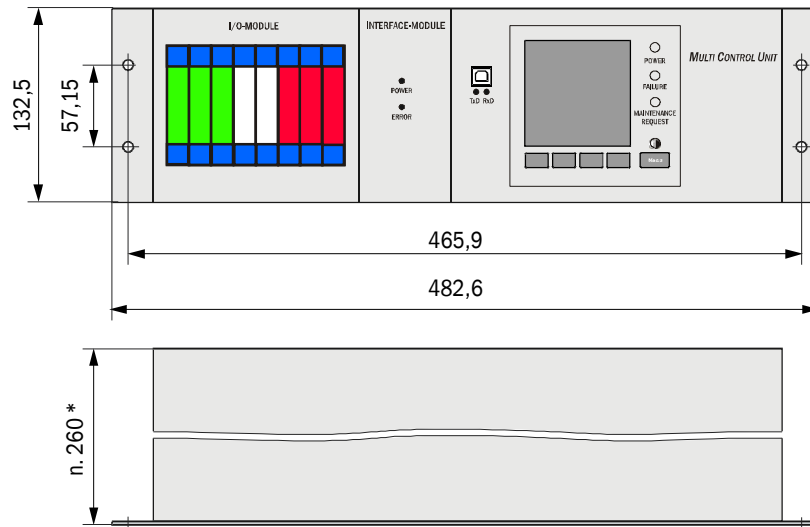 I/O-MODULE
INTERFACE-MODULE
MULTI CONTROL UNIT
POWER
ERROR
TxD RxD
POWER
FAILURE
MAINTENANCE
REQUEST
132,5
57,15
465,9
482,6
n. 260 *